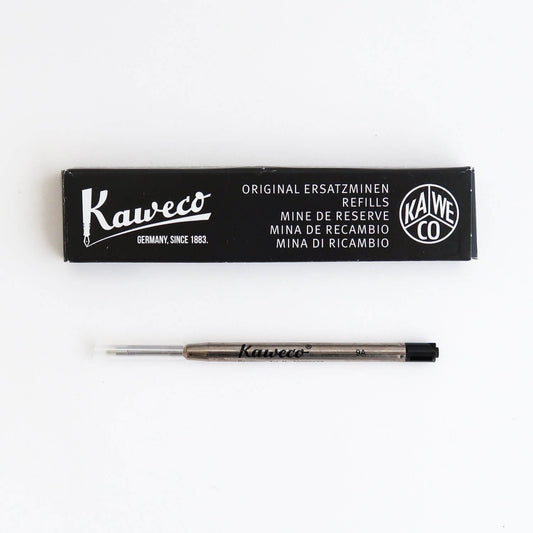 Kaweco
GERMANY, SINCE 1883.
ORIGINAL ERSATZMINEN
REFILLS
MINE DE RESERVE
MINA DE RECAMBIO
MINA DI RICAMBIO
KA WE
CO
Kaweco® 9A